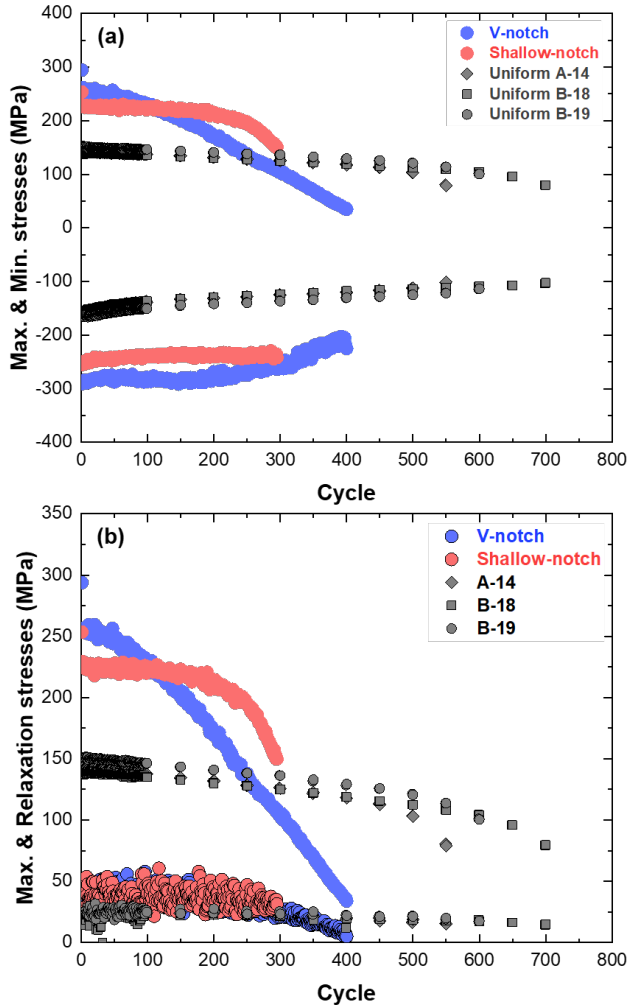 (a)
V-notch
Shallow-notch
Uniform A-14
Uniform B-18
Uniform B-19
Max. & Min. stresses (MPa)
400
300
200
100
0
-100
-200
-300
-400
0 100 200 300 400 500 600 700 800
Cycle
(b)
V-notch
Shallow-notch
A-14
B-18
B-19
Max. & Relaxation stresses (MPa)
350
300
250
200
150
100
50
0
0 100 200 300 400 500 600 700 800
Cycle